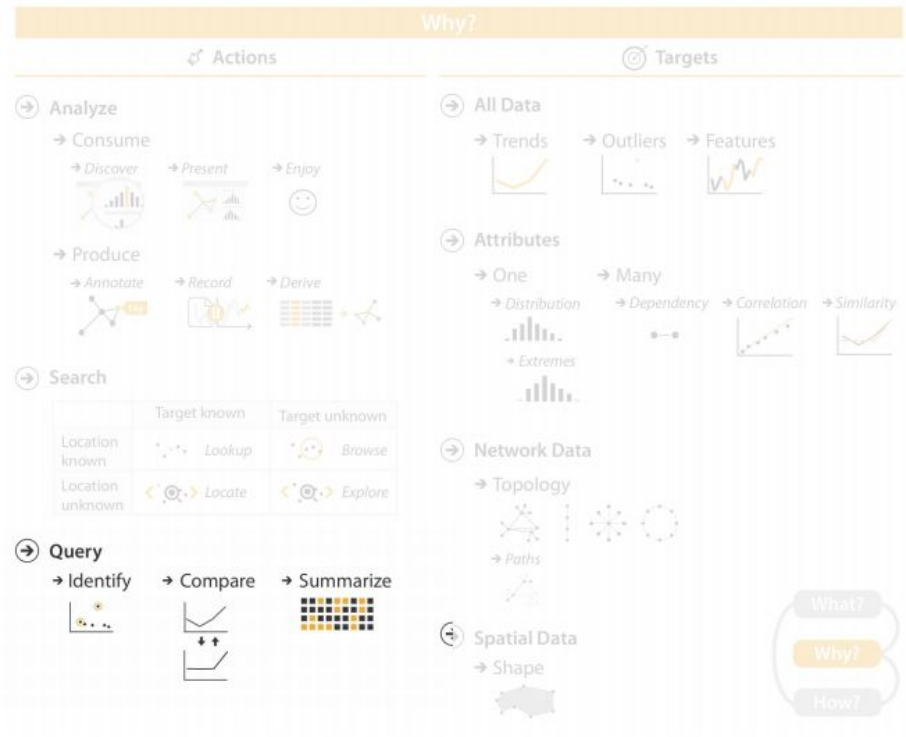 Why?
Actions
Targets
Analyze
→ Consume
→ Discover → Present → Enjoy
→ Produce
→ Annotate → Record → Derive
Search
Target known Target unknown
Location known Lookup Browse
Location unknown Locate Explore
Query
→ Identify → Compare → Summarize
All Data
→ Trends → Outliers → Features
Attributes
→ One → Many
→ Distribution → Dependency → Correlation → Similarity
→ Extremes
Network Data
→ Topology
→ Paths
Spatial Data
→ Shape
What?
Why?
How?